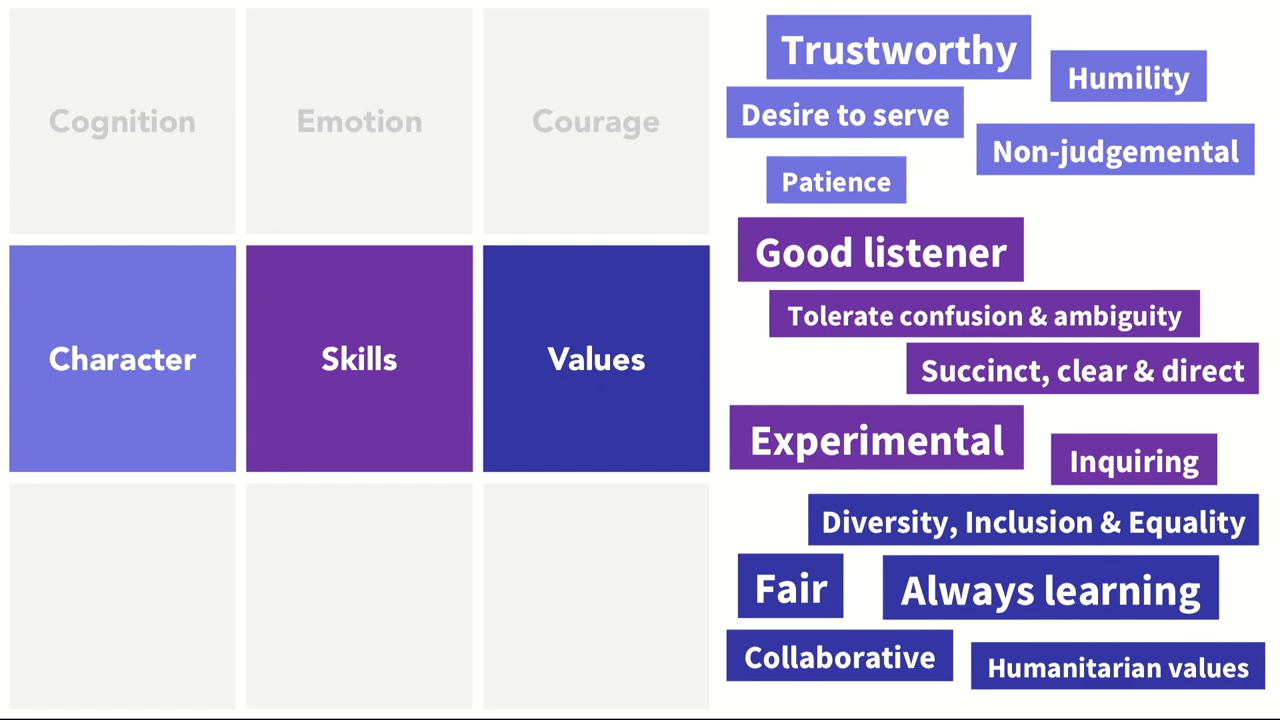 Cognition
Emotion
Courage
Character
Skills
Values
Trustworthy
Humility
Desire to serve
Non-judgemental
Patience
Good listener
Tolerate confusion & ambiguity
Succinct, clear & direct
Experimental
Inquiring
Diversity, Inclusion & Equality
Fair
Always learning
Collaborative
Humanitarian values